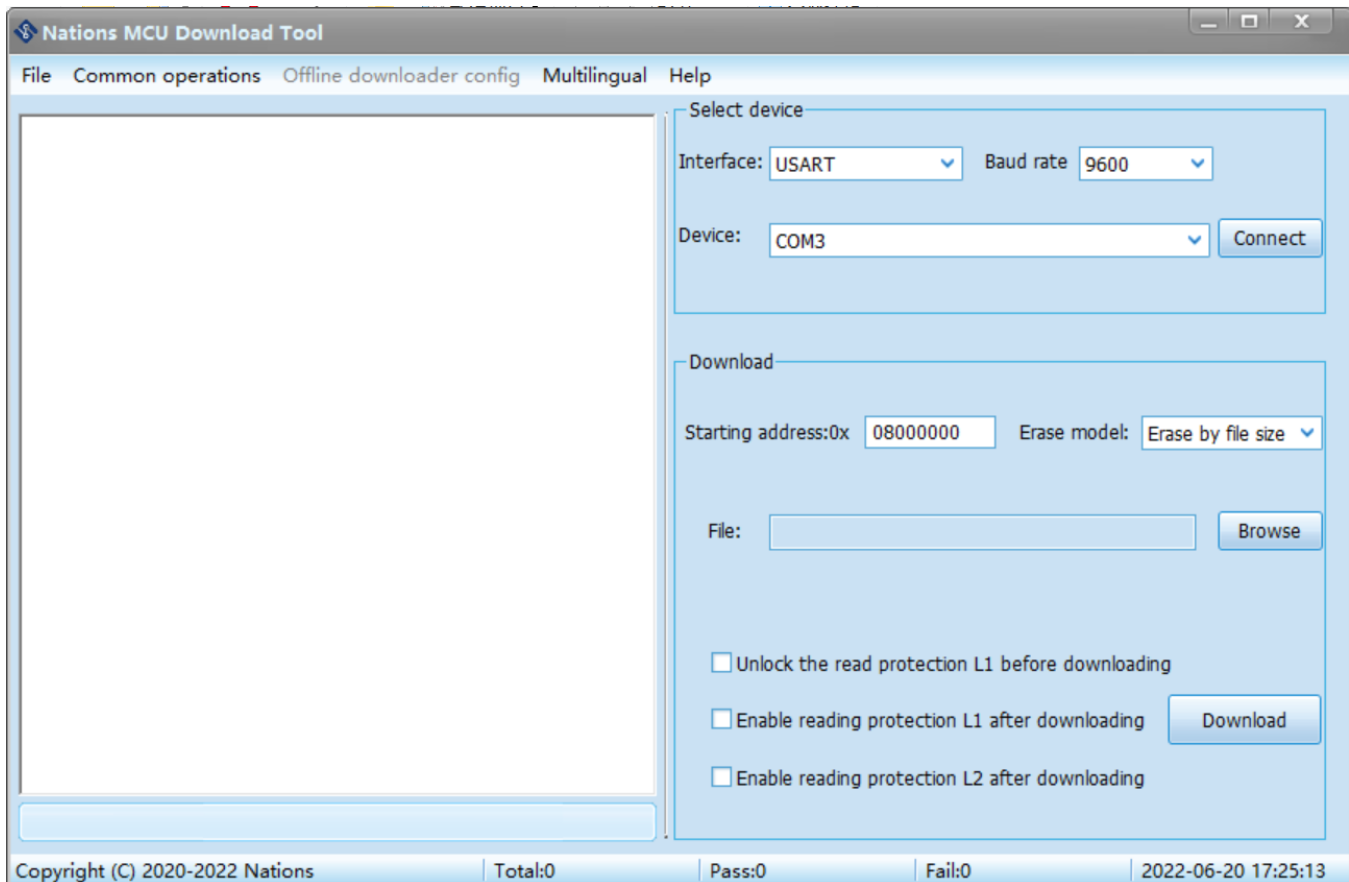 Nations MCU Download Tool
File Common operations Offline downloader config Multilingual Help
Select device
Interface: USART Baud rate 9600
Device: COM3 Connect
Download
Starting address:0x 08000000 Erase model: Erase by file size
File: Browse
Unlock the read protection L1 before downloading
Enable reading protection L1 after downloading Download
Enable reading protection L2 after downloading
Copyright (C) 2020-2022 Nations Total:0 Pass:0 Fail:0 2022-06-20 17:25:13